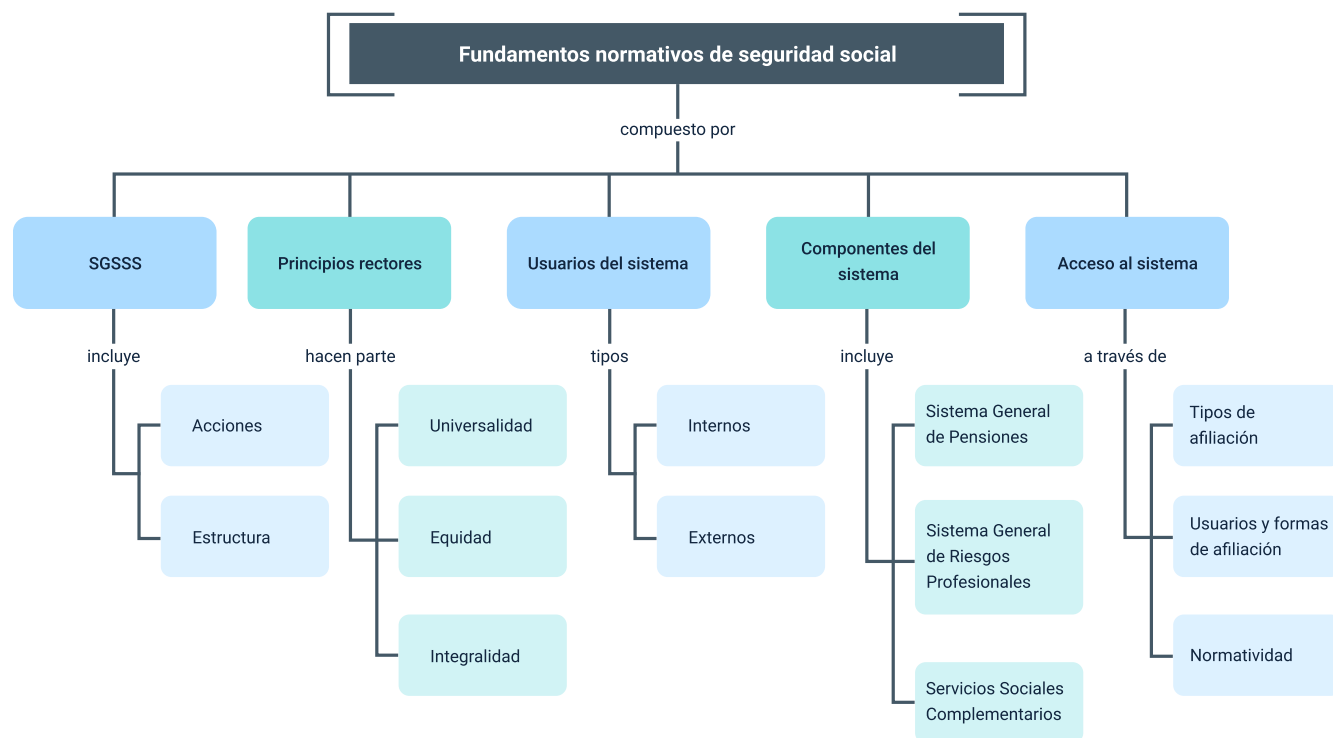 Fundamentos normativos de seguridad social
compuesto por
SGSSS
Principios rectores
Usuarios del sistema
Componentes del
sistema
Acceso al sistema
incluye
hacen parte
tipos
incluye
a través de
Acciones
Estructura
Universalidad
Equidad
Integralidad
Internos
Externos
Sistema General
de Pensiones
Sistema General
de Riesgos
Profesionales
Servicios Sociales
Complementarios
Tipos de
afiliación
Usuarios y formas
de afiliación
Normatividad